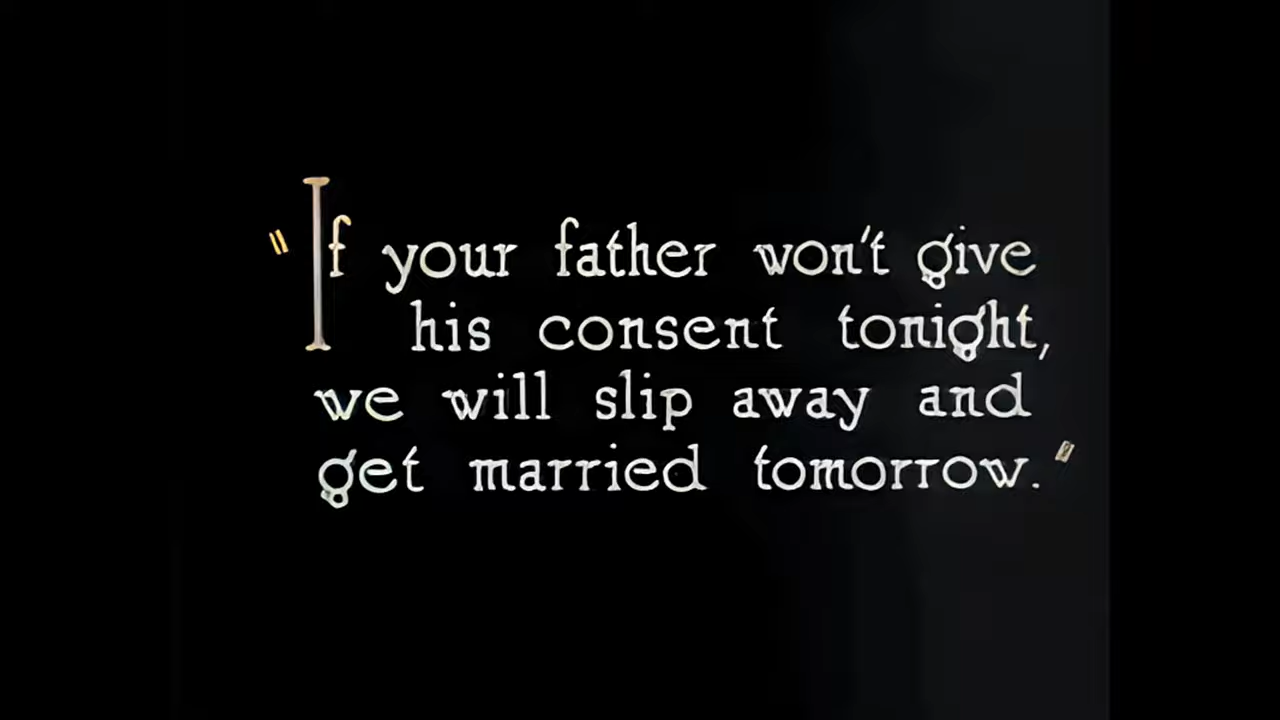 "If your father won't give
his consent tonight,
we will slip away and
get married tomorrow."